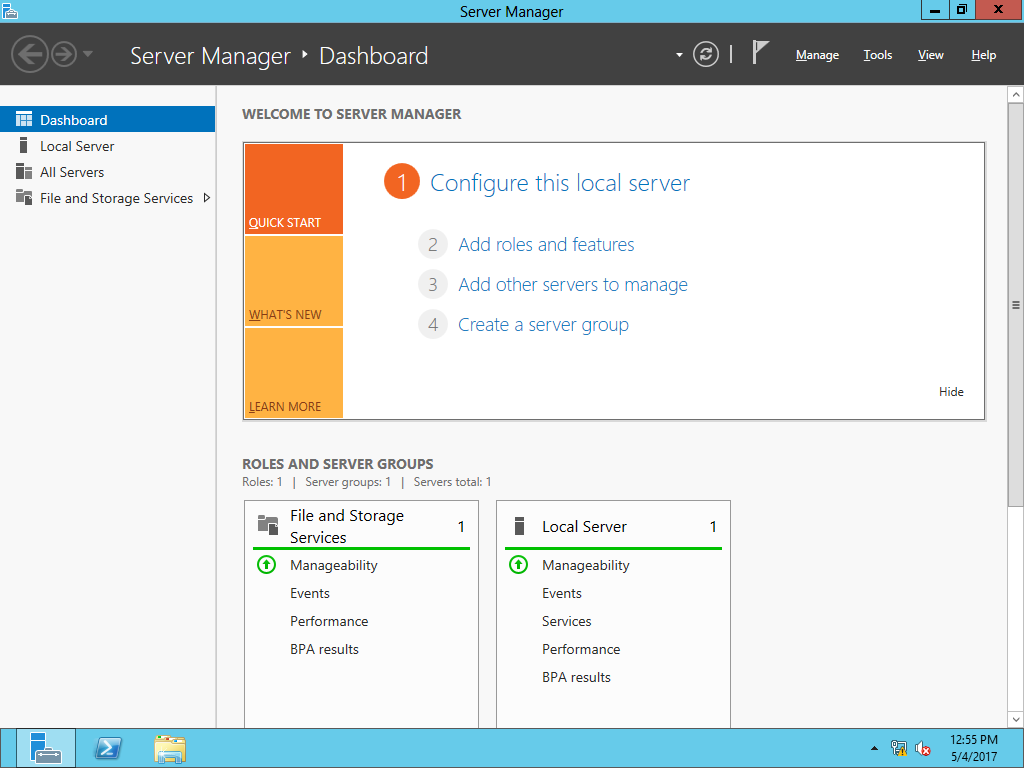 Server Manager
Server Manager ‣ Dashboard
Manage Tools View Help
Dashboard
Local Server
All Servers
File and Storage Services
WELCOME TO SERVER MANAGER
QUICK START
WHAT'S NEW
LEARN MORE
1 Configure this local server
2 Add roles and features
3 Add other servers to manage
4 Create a server group
Hide
ROLES AND SERVER GROUPS
Roles: 1 | Server groups: 1 | Servers total: 1
File and Storage
Services
1
Manageability
Events
Performance
BPA results
Local Server 1
Manageability
Events
Services
Performance
BPA results
12:55 PM
5/4/2017